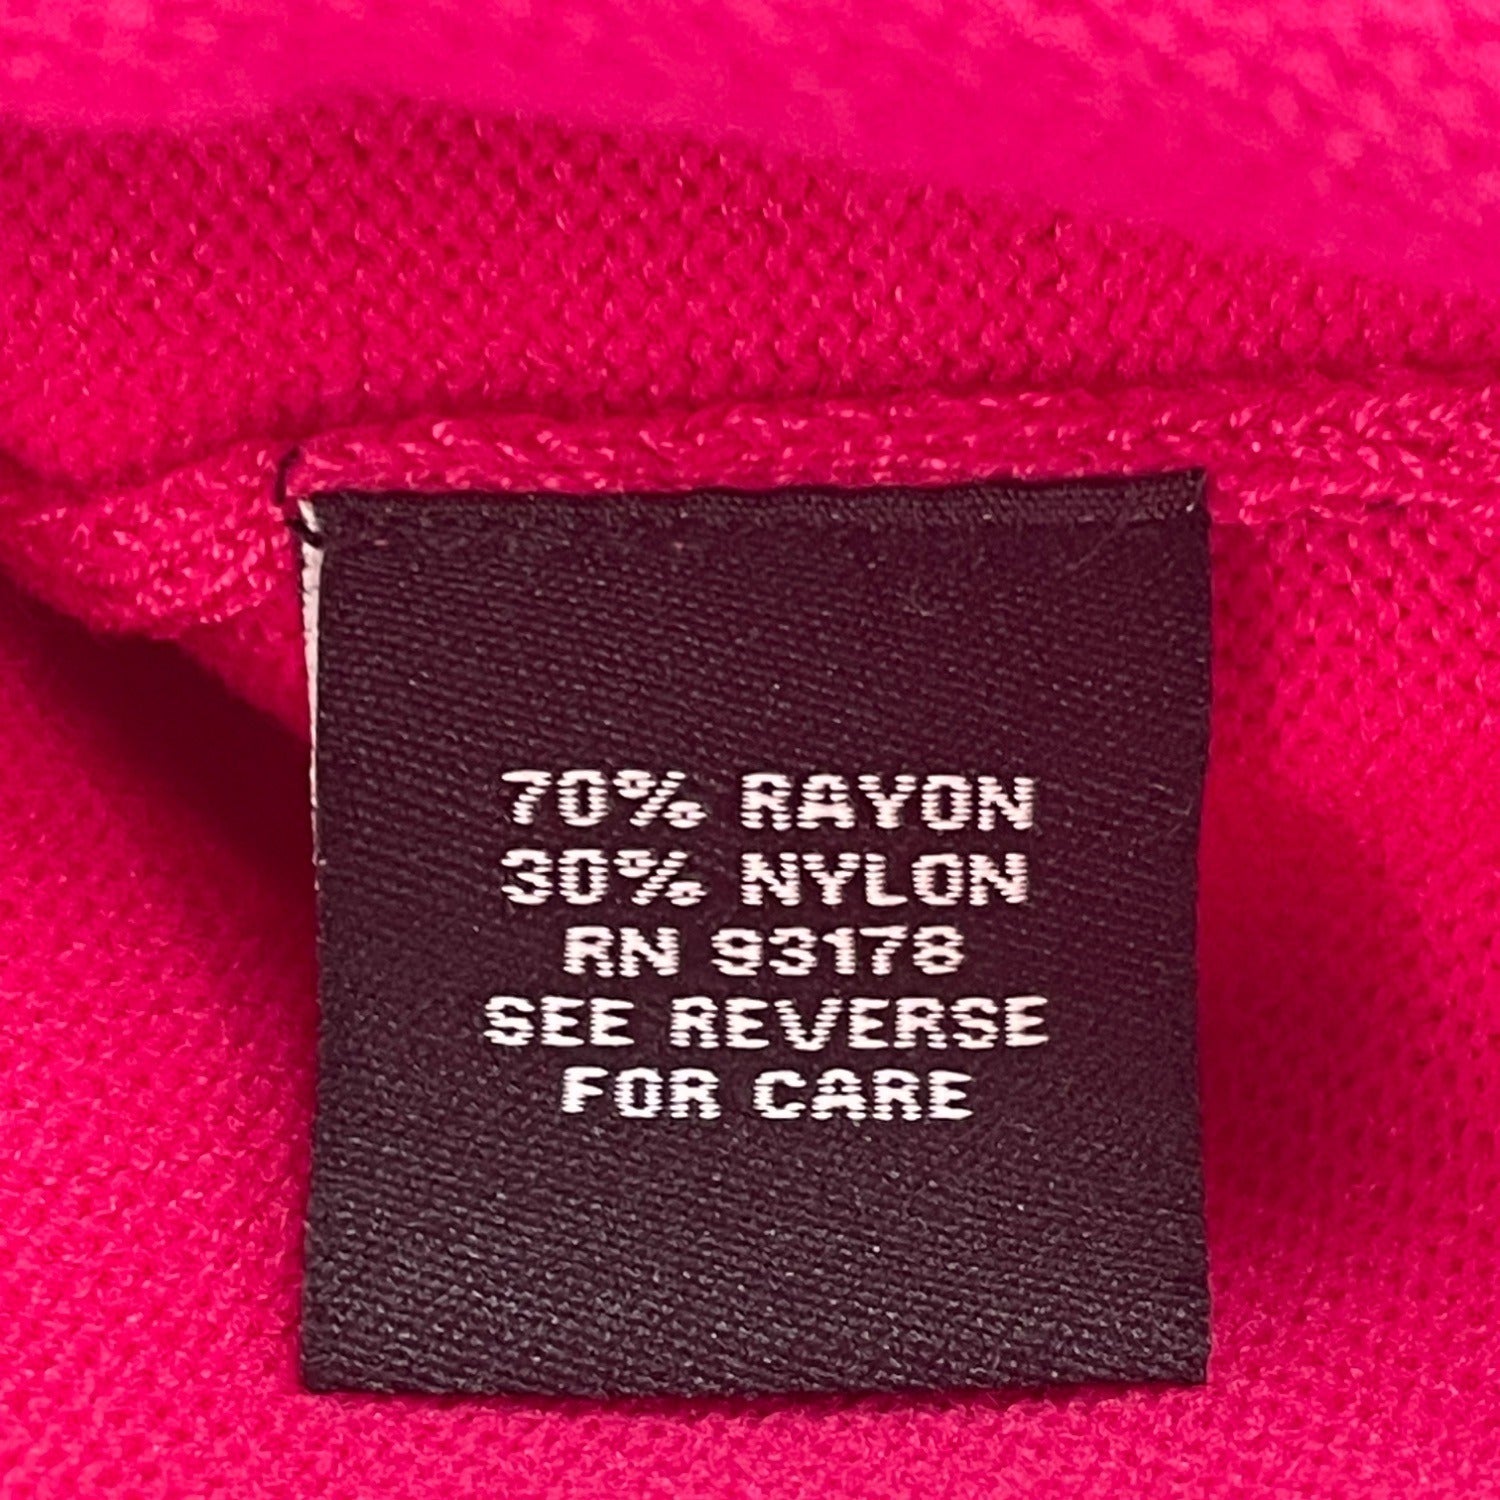 70% RAYON
30% NYLON
RN 93178
SEE REVERSE
FOR CARE